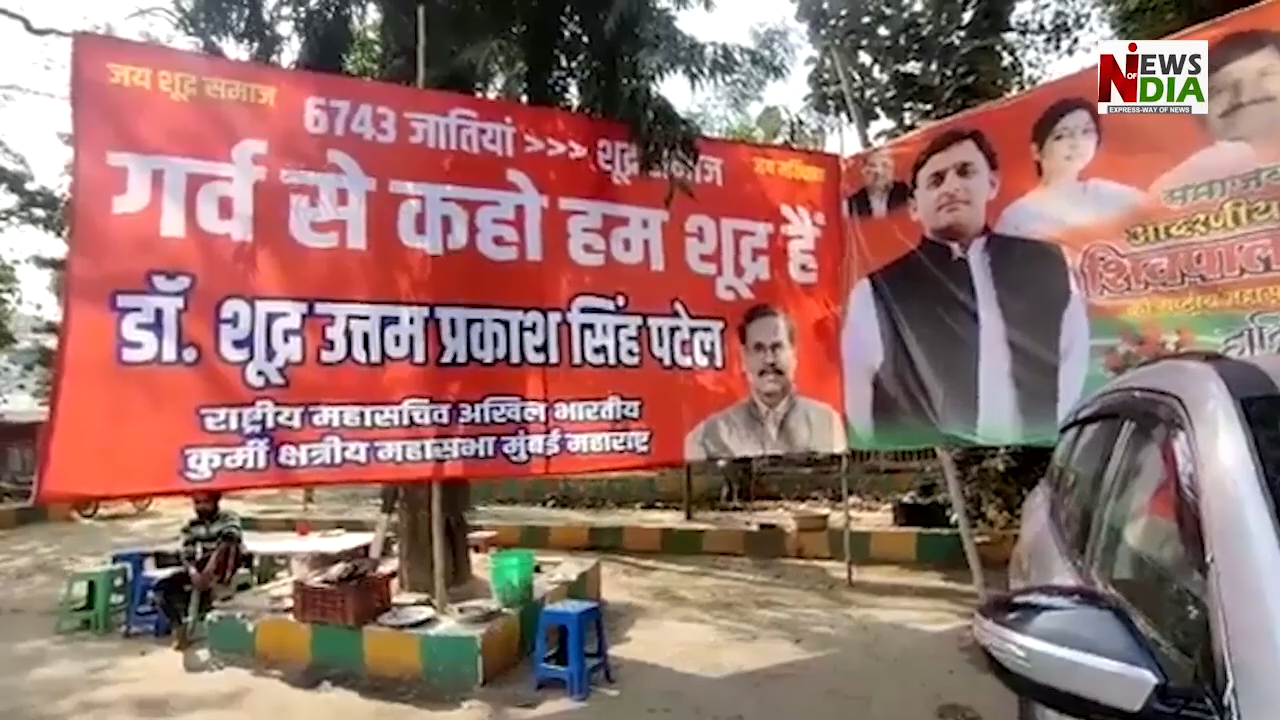 जय शूद्र समाज
6743 जातियां >>> शूद्र समाज
गर्व से कहो हम शूद्र हैं
डॉ. शूद्र उत्तम प्रकाश सिंह पटेल
राष्ट्रीय महासचिव अखिल भारतीय
कुर्मी क्षत्रीय महासभा मुंबई महाराष्ट्र
आदरणीय
शिवपाल
NEWS
OF
INDIA
EXPRESS-WAY OF NEWS